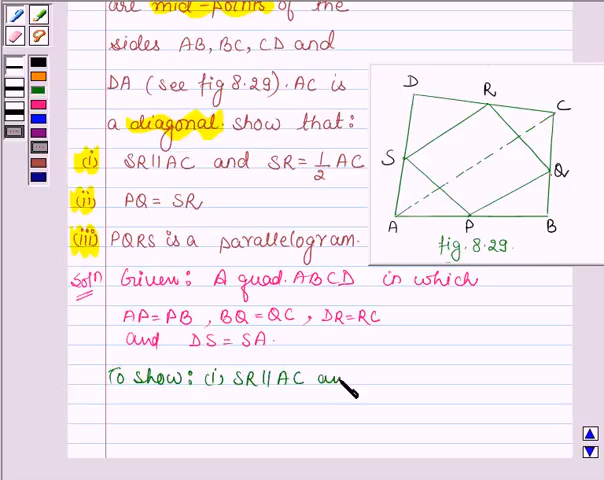 are mid-points of the
sides AB, BC, CD and
DA (see fig 8.29). AC is
a diagonal. show that:
(i) SR||AC and SR = 1/2 AC
(ii) PQ = SR
(iii) PQRS is a parallelogram.
Soln Given: A quad. ABCD in which
AP=PB, BQ=QC, DR=RC
and DS = SA.
To Show: (i) SR||AC an
D
R
C
S
Q
A
P
B
fig. 8.29.